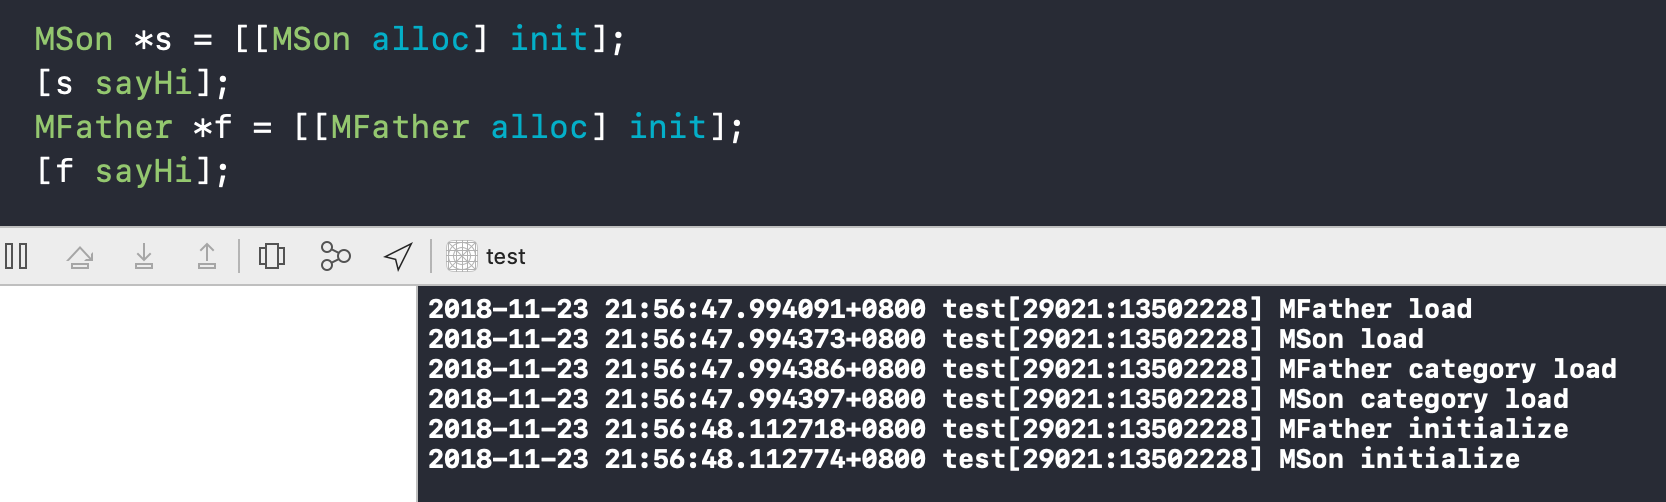 MSon *s = [[MSon alloc] init];
[s sayHi];
MFather *f = [[MFather alloc] init];
[f sayHi];
test
2018-11-23 21:56:47.994091+0800 test[29021:13502228] MFather load
2018-11-23 21:56:47.994373+0800 test[29021:13502228] MSon load
2018-11-23 21:56:47.994386+0800 test[29021:13502228] MFather category load
2018-11-23 21:56:47.994397+0800 test[29021:13502228] MSon category load
2018-11-23 21:56:48.112718+0800 test[29021:13502228] MFather initialize
2018-11-23 21:56:48.112774+0800 test[29021:13502228] MSon initialize